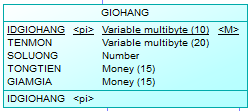 GIOHANG
IDGIOHANG <pi> Variable multibyte (10) <M>
TENMON Variable multibyte (20)
SOLUONG Number
TONGTIEN Money (15)
GIAMGIA Money (15)
IDGIOHANG <pi>